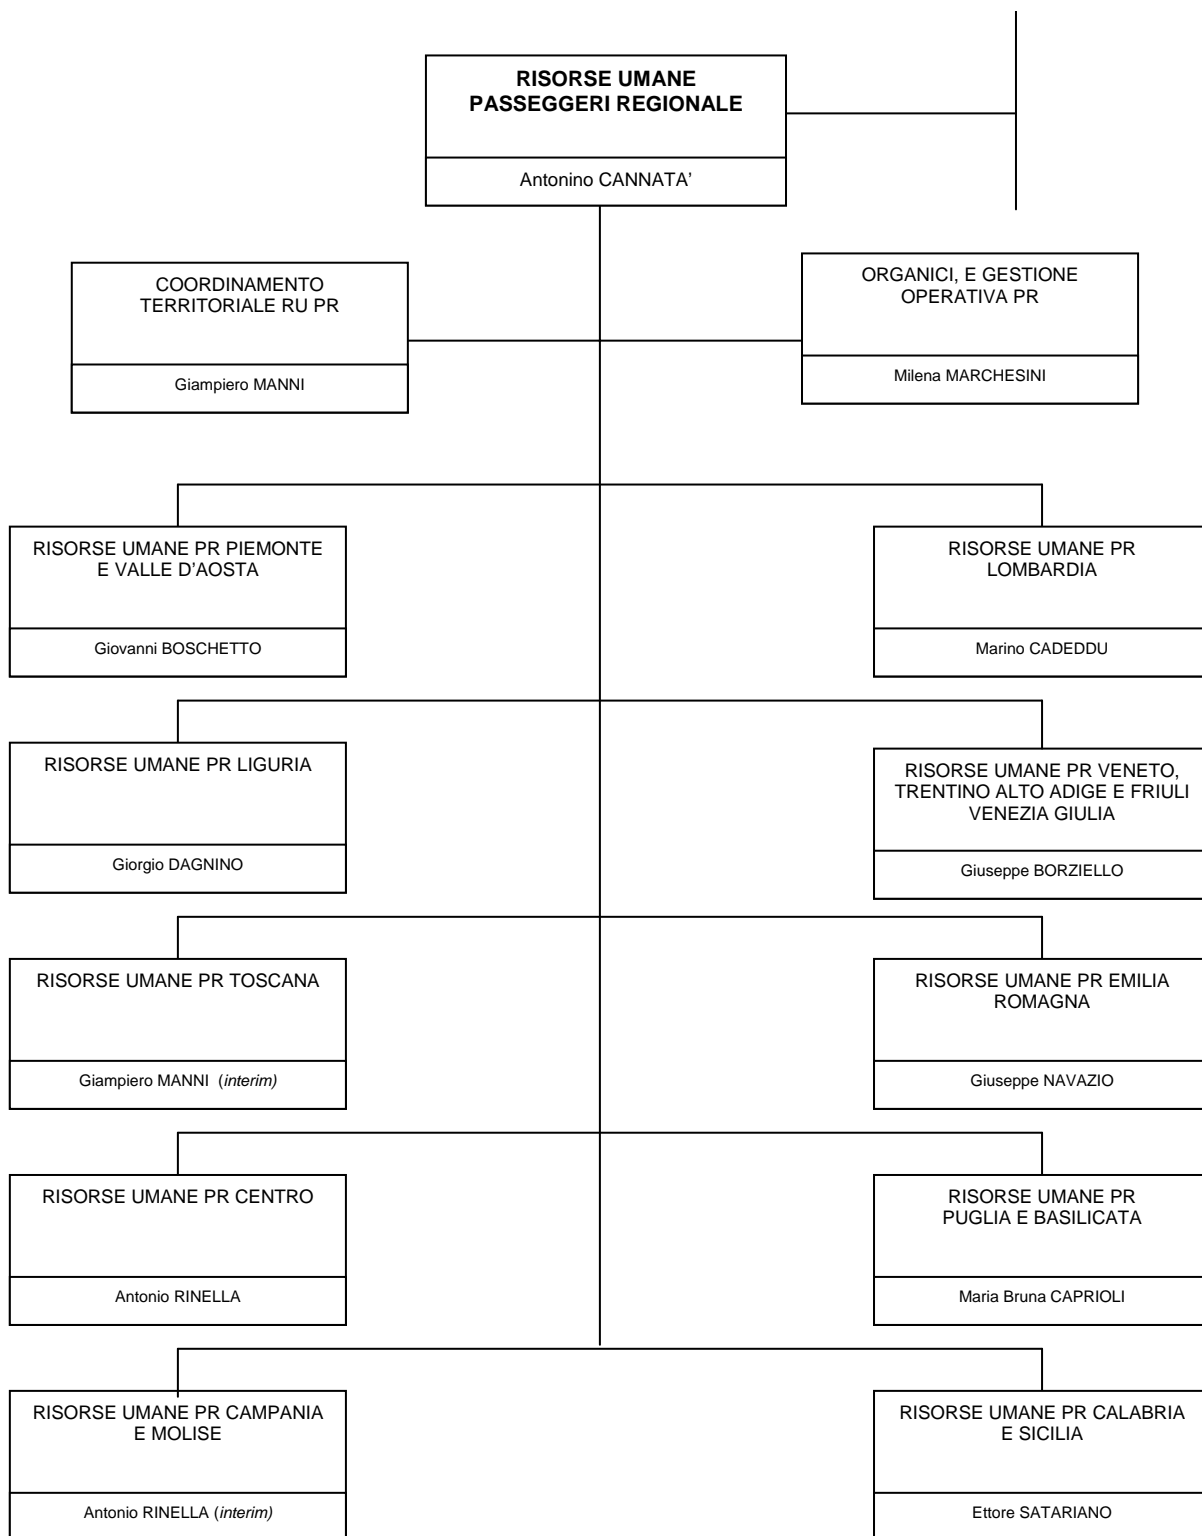 RISORSE UMANE
PASSEGGERI REGIONALE
Antonino CANNATA’
COORDINAMENTO
TERRITORIALE RU PR
Giampiero MANNI
ORGANICI, E GESTIONE
OPERATIVA PR
Milena MARCHESINI
RISORSE UMANE PR PIEMONTE
E VALLE D’AOSTA
Giovanni BOSCHETTO
RISORSE UMANE PR
LOMBARDIA
Marino CADEDDU
RISORSE UMANE PR LIGURIA
Giorgio DAGNINO
RISORSE UMANE PR VENETO,
TRENTINO ALTO ADIGE E FRIULI
VENEZIA GIULIA
Giuseppe BORZIELLO
RISORSE UMANE PR TOSCANA
Giampiero MANNI (interim)
RISORSE UMANE PR EMILIA
ROMAGNA
Giuseppe NAVAZIO
RISORSE UMANE PR CENTRO
Antonio RINELLA
RISORSE UMANE PR
PUGLIA E BASILICATA
Maria Bruna CAPRIOLI
RISORSE UMANE PR CAMPANIA
E MOLISE
Antonio RINELLA (interim)
RISORSE UMANE PR CALABRIA
E SICILIA
Ettore SATARIANO